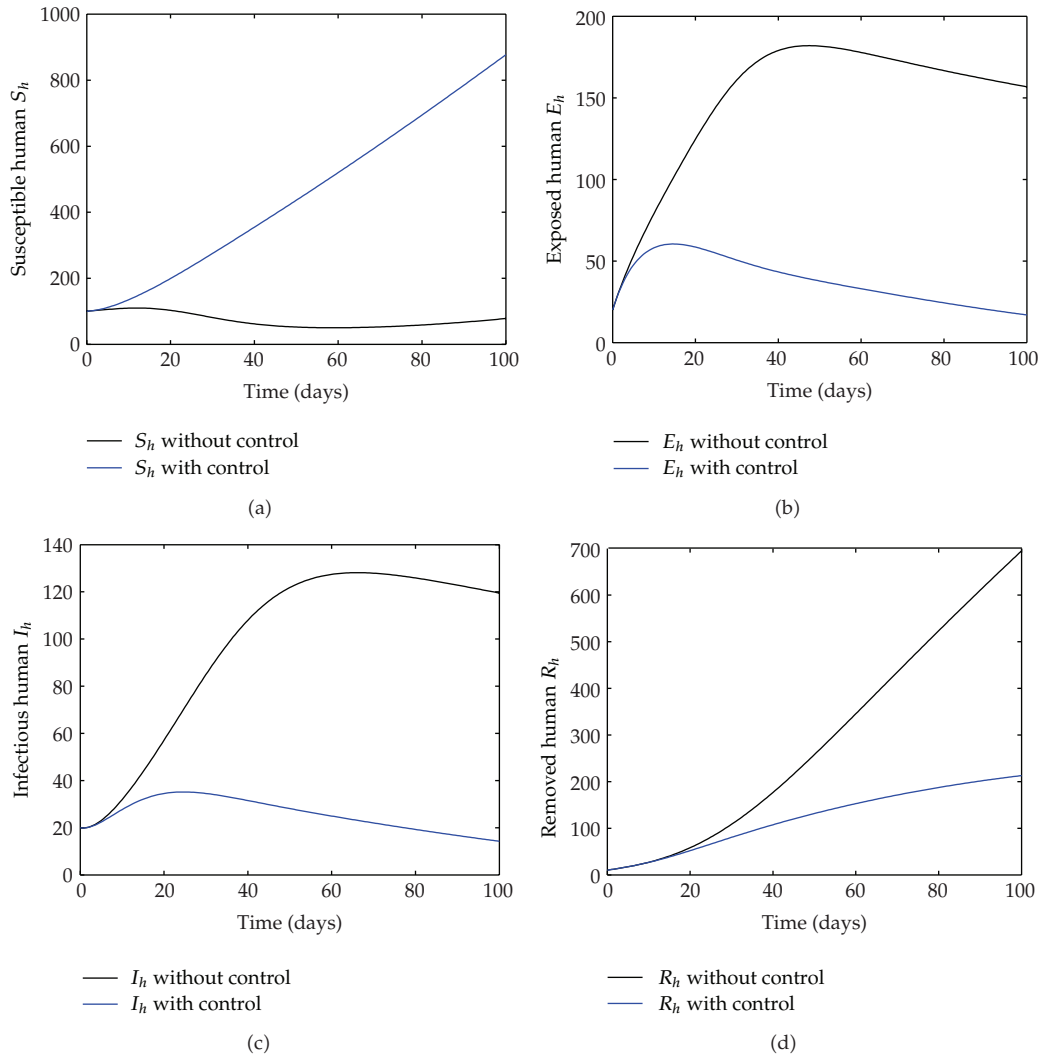 1000
800
600
400
200
0
Susceptible human S_h
0 20 40 60 80 100
Time (days)
S_h without control
S_h with control
(a)
200
150
100
50
0
Exposed human E_h
0 20 40 60 80 100
Time (days)
E_h without control
E_h with control
(b)
140
120
100
80
60
40
20
0
Infectious human I_h
0 20 40 60 80 100
Time (days)
I_h without control
I_h with control
(c)
700
600
500
400
300
200
100
0
Removed human R_h
0 20 40 60 80 100
Time (days)
R_h without control
R_h with control
(d)